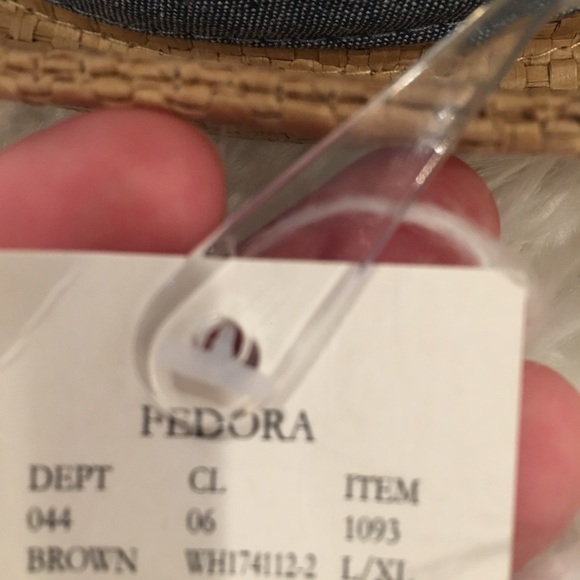 FEDORA
DEPT CL ITEM
044 06 1093
BROWN WH174112-2 L/XL